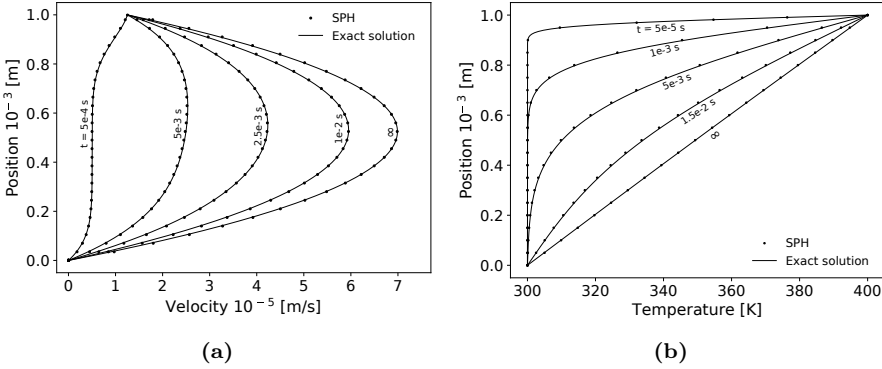 SPH
Exact solution
Position 10⁻³ [m]
1.0
0.8
0.6
0.4
0.2
0.0
t = 5e-4 s
5e-3 s
2.5e-3 s
1e-2 s
∞
0 1 2 3 4 5 6 7
Velocity 10⁻⁵ [m/s]
(a)
Position 10⁻³ [m]
1.0
0.8
0.6
0.4
0.2
0.0
t = 5e-5 s
1e-3 s
5e-3 s
1.5e-2 s
∞
SPH
Exact solution
300 320 340 360 380 400
Temperature [K]
(b)